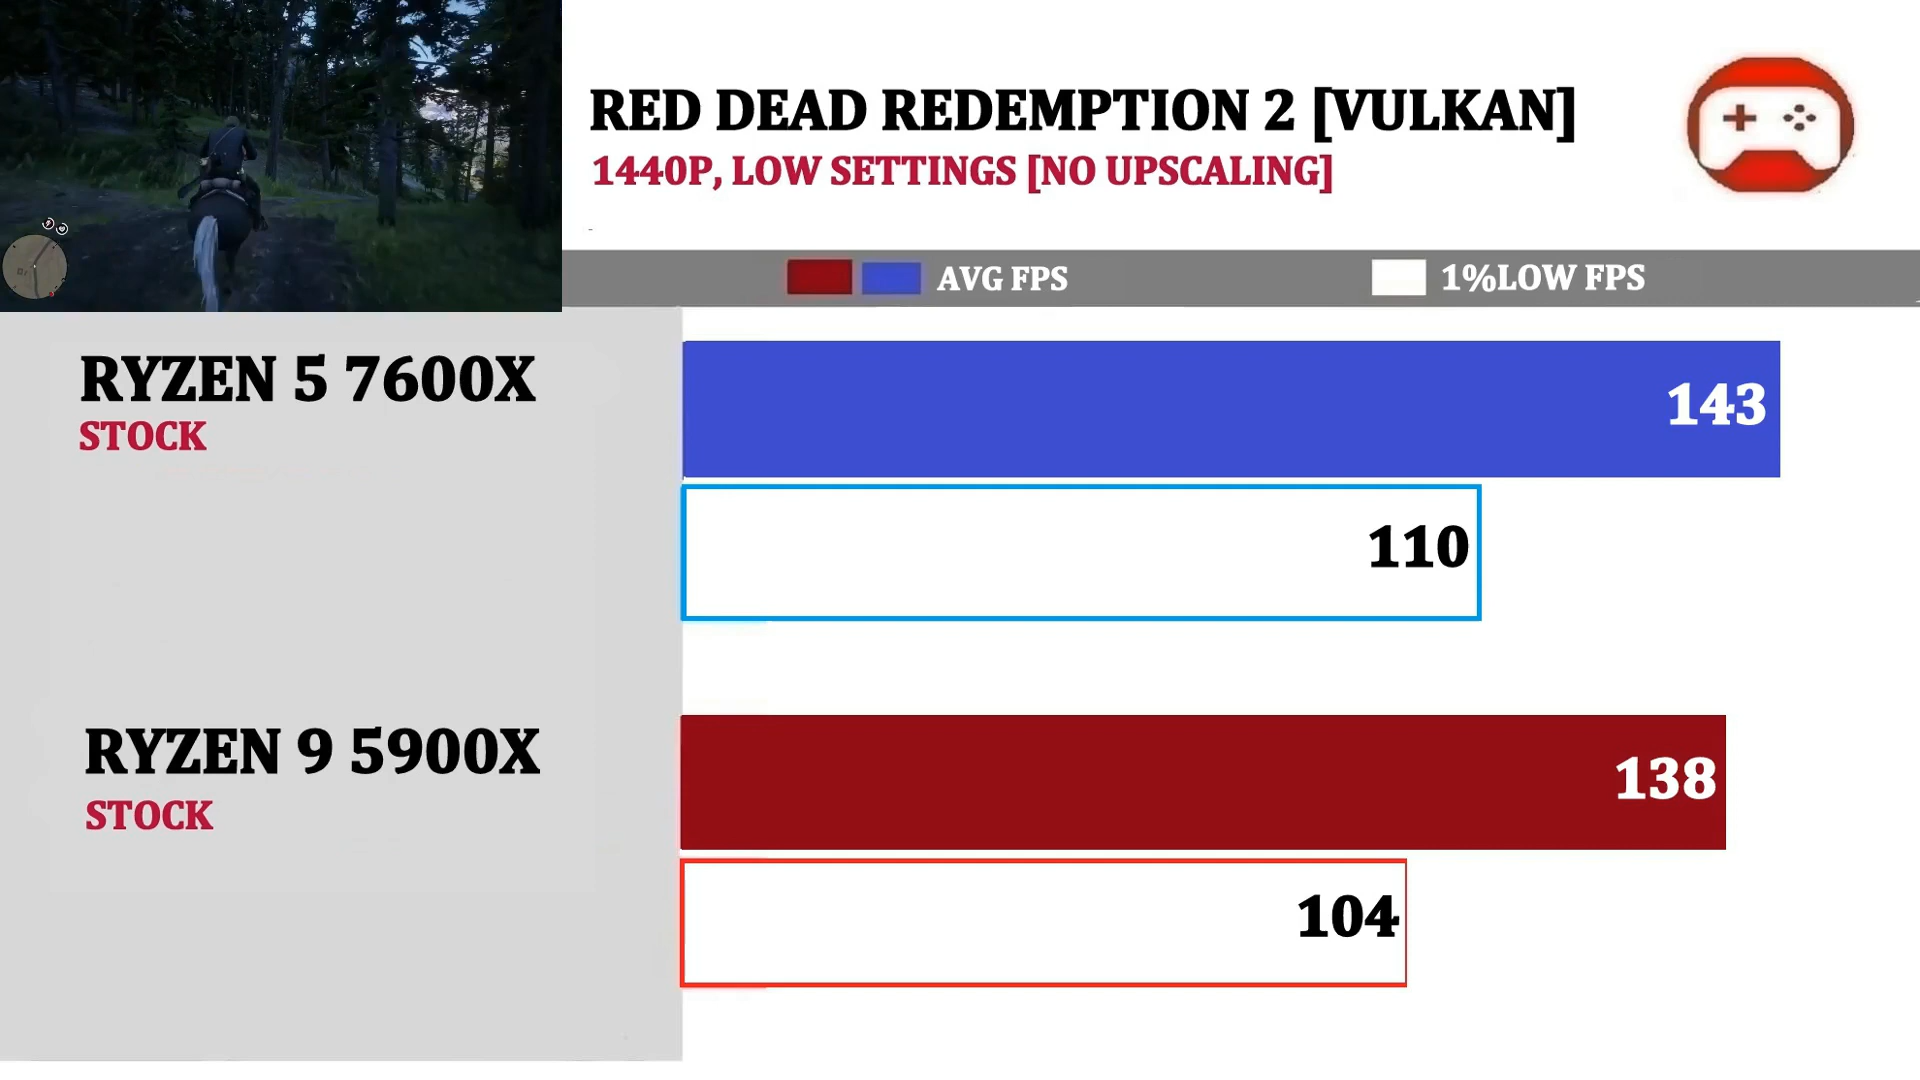 RED DEAD REDEMPTION 2 [VULKAN]
1440P, LOW SETTINGS [NO UPSCALING]
AVG FPS
1%LOW FPS
RYZEN 5 7600X
STOCK
143
110
RYZEN 9 5900X
STOCK
138
104